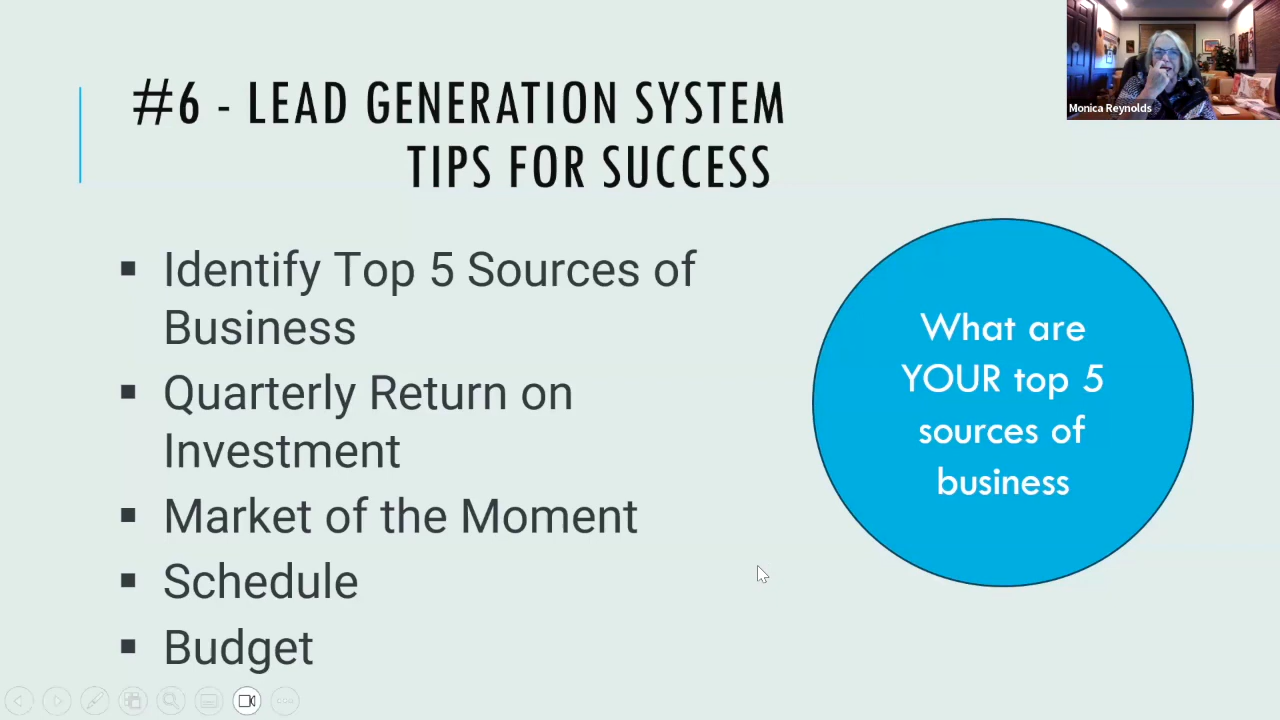 #6 - LEAD GENERATION SYSTEM
TIPS FOR SUCCESS
Monica Reynolds
▪ Identify Top 5 Sources of
Business
▪ Quarterly Return on
Investment
▪ Market of the Moment
▪ Schedule
▪ Budget
What are
YOUR top 5
sources of
business